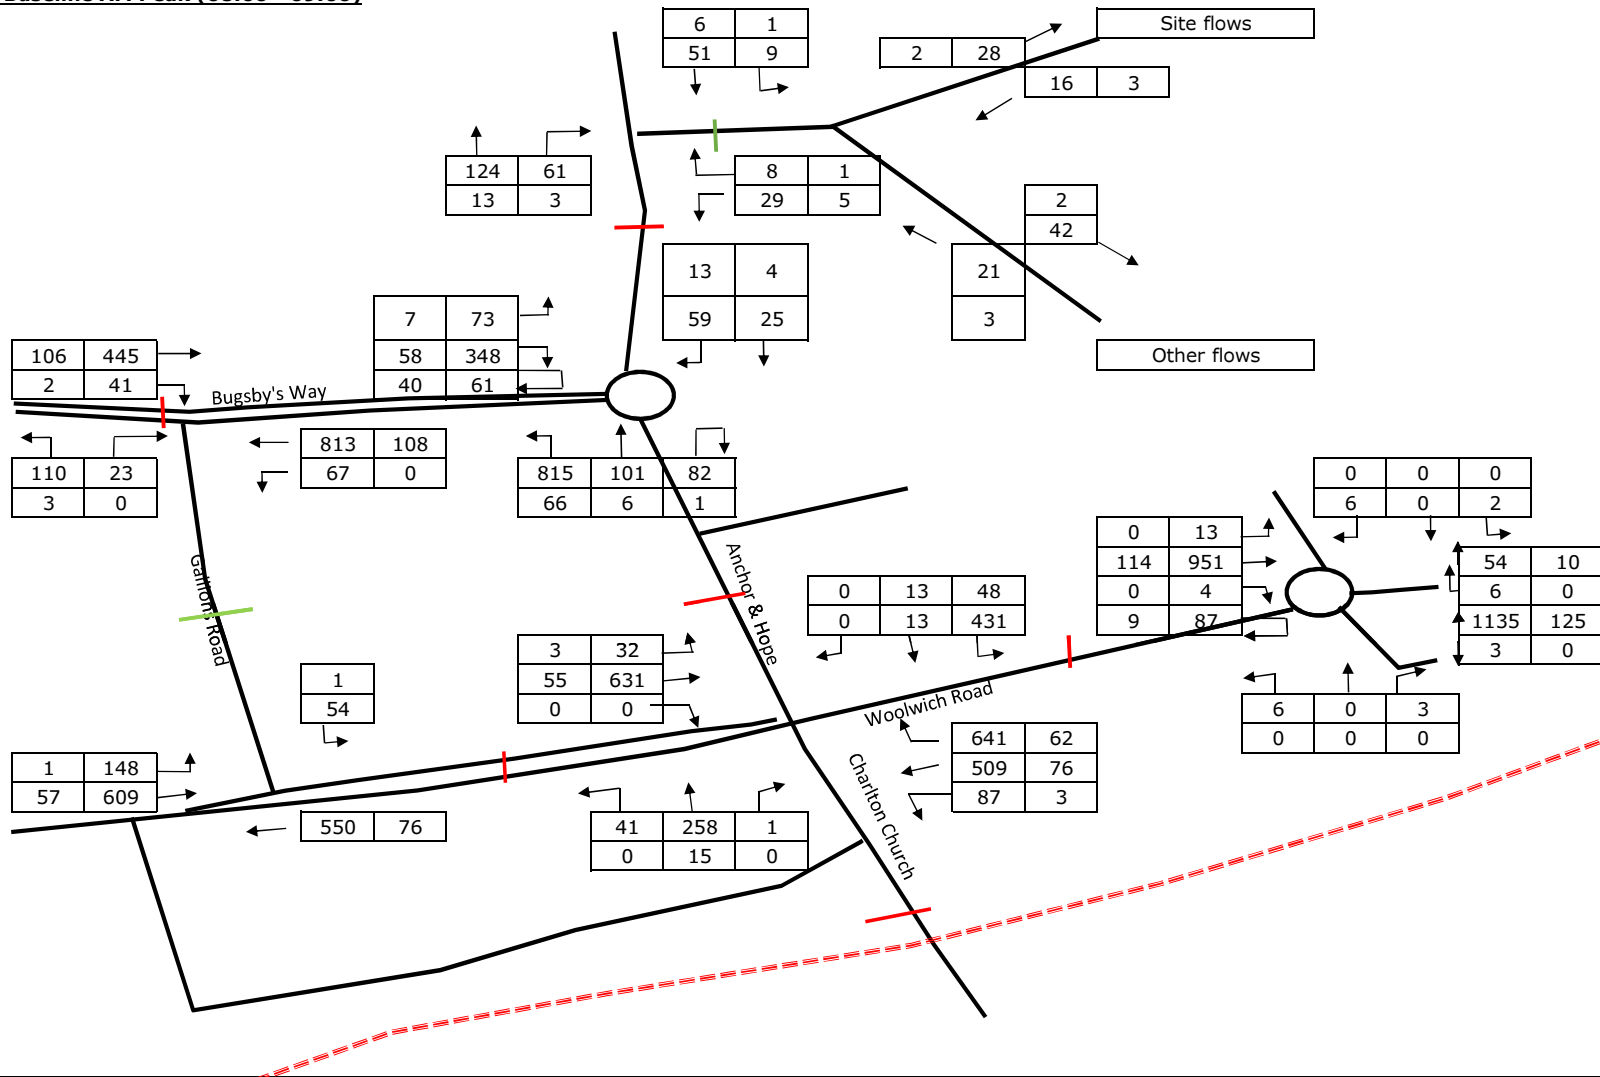 6 1
51 9
Site flows
2 28
16 3
124 61
13 3
8 1
29 5
2
42
21
3
13 4
59 25
7 73
58 348
40 61
106 445
2 41
Bugsby's Way
Other flows
813 108
67 0
110 23
3 0
815 101 82
66 6 1
0 0 0
6 0 2
0 13
114 951
0 4
9 87
54 10
6 0
1135 125
3 0
Gallions Road
Anchor & Hope
0 13 48
0 13 431
3 32
55 631
0 0
1
54
Woolwich Road
6 0 3
0 0 0
641 62
509 76
87 3
1 148
57 609
Charlton Church
550 76
41 258 1
0 15 0